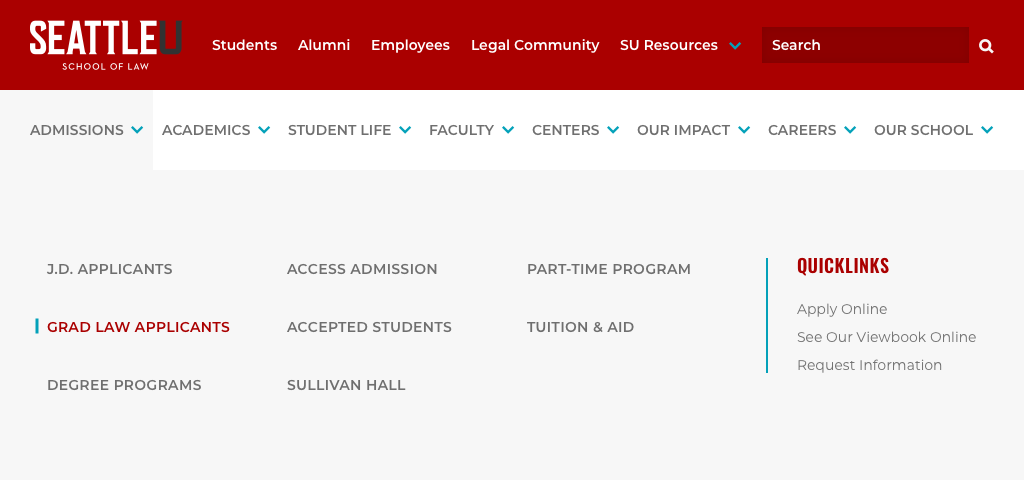 SEATTLEU
SCHOOL OF LAW
Students Alumni Employees Legal Community SU Resources Search
ADMISSIONS ACADEMICS STUDENT LIFE FACULTY CENTERS OUR IMPACT CAREERS OUR SCHOOL
J.D. APPLICANTS ACCESS ADMISSION PART-TIME PROGRAM
GRAD LAW APPLICANTS ACCEPTED STUDENTS TUITION & AID
DEGREE PROGRAMS SULLIVAN HALL
QUICKLINKS
Apply Online
See Our Viewbook Online
Request Information